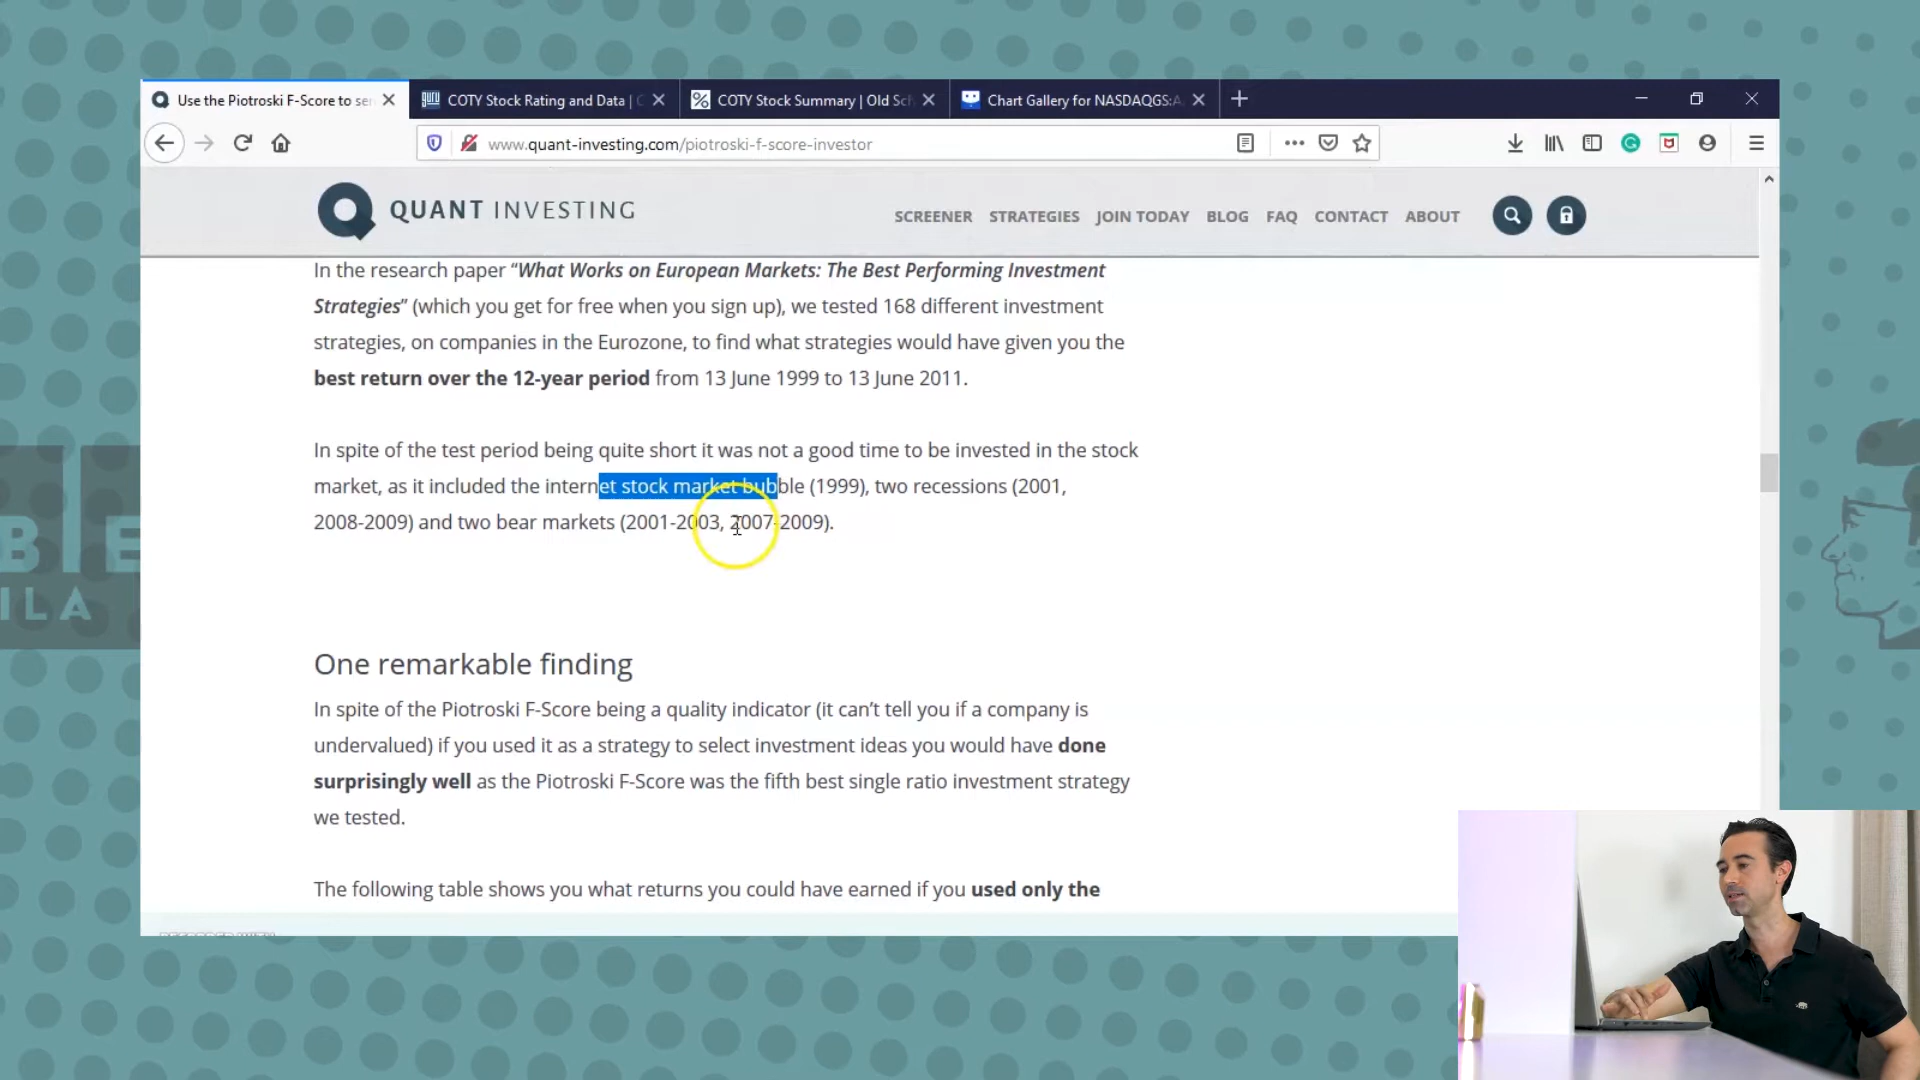 Use the Piotroski F-Score to se
COTY Stock Rating and Data |
COTY Stock Summary | Old Sc
Chart Gallery for NASDAQGS:A
www.quant-investing.com/piotroski-f-score-investor
QUANT INVESTING
SCREENER STRATEGIES JOIN TODAY BLOG FAQ CONTACT ABOUT
In the research paper “What Works on European Markets: The Best Performing Investment
Strategies” (which you get for free when you sign up), we tested 168 different investment
strategies, on companies in the Eurozone, to find what strategies would have given you the
best return over the 12-year period from 13 June 1999 to 13 June 2011.
In spite of the test period being quite short it was not a good time to be invested in the stock
market, as it included the internet stock market bubble (1999), two recessions (2001,
2008-2009) and two bear markets (2001-2003, 2007-2009).
One remarkable finding
In spite of the Piotroski F-Score being a quality indicator (it can’t tell you if a company is
undervalued) if you used it as a strategy to select investment ideas you would have done
surprisingly well as the Piotroski F-Score was the fifth best single ratio investment strategy
we tested.
The following table shows you what returns you could have earned if you used only the